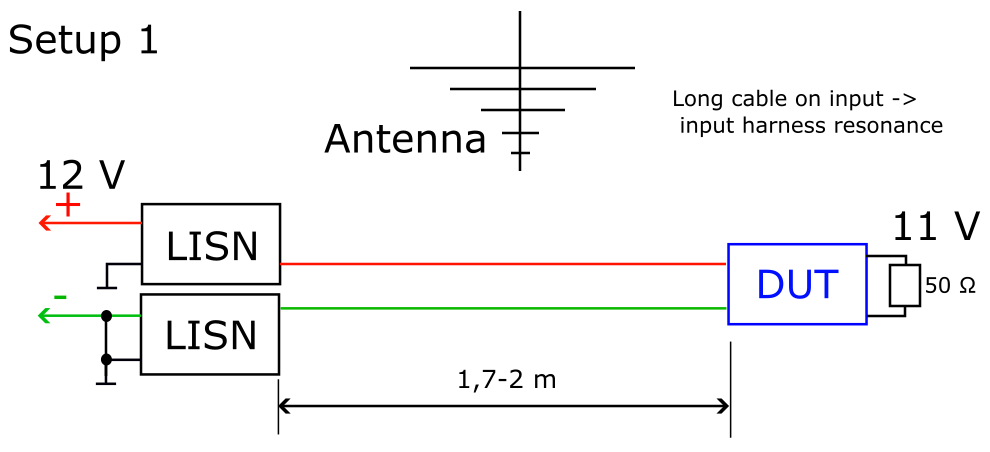 Setup 1
Long cable on input ->
input harness resonance
Antenna
12 V
+
LISN
11 V
DUT
50 Ω
-
LISN
1,7-2 m